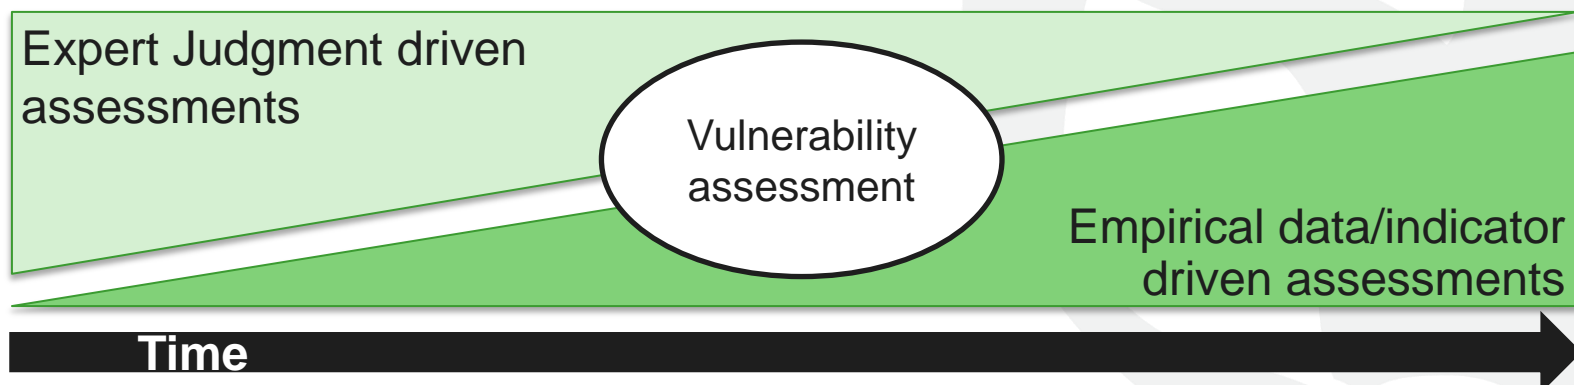 Expert Judgment driven
assessments
Vulnerability
assessment
Empirical data/indicator
driven assessments
Time